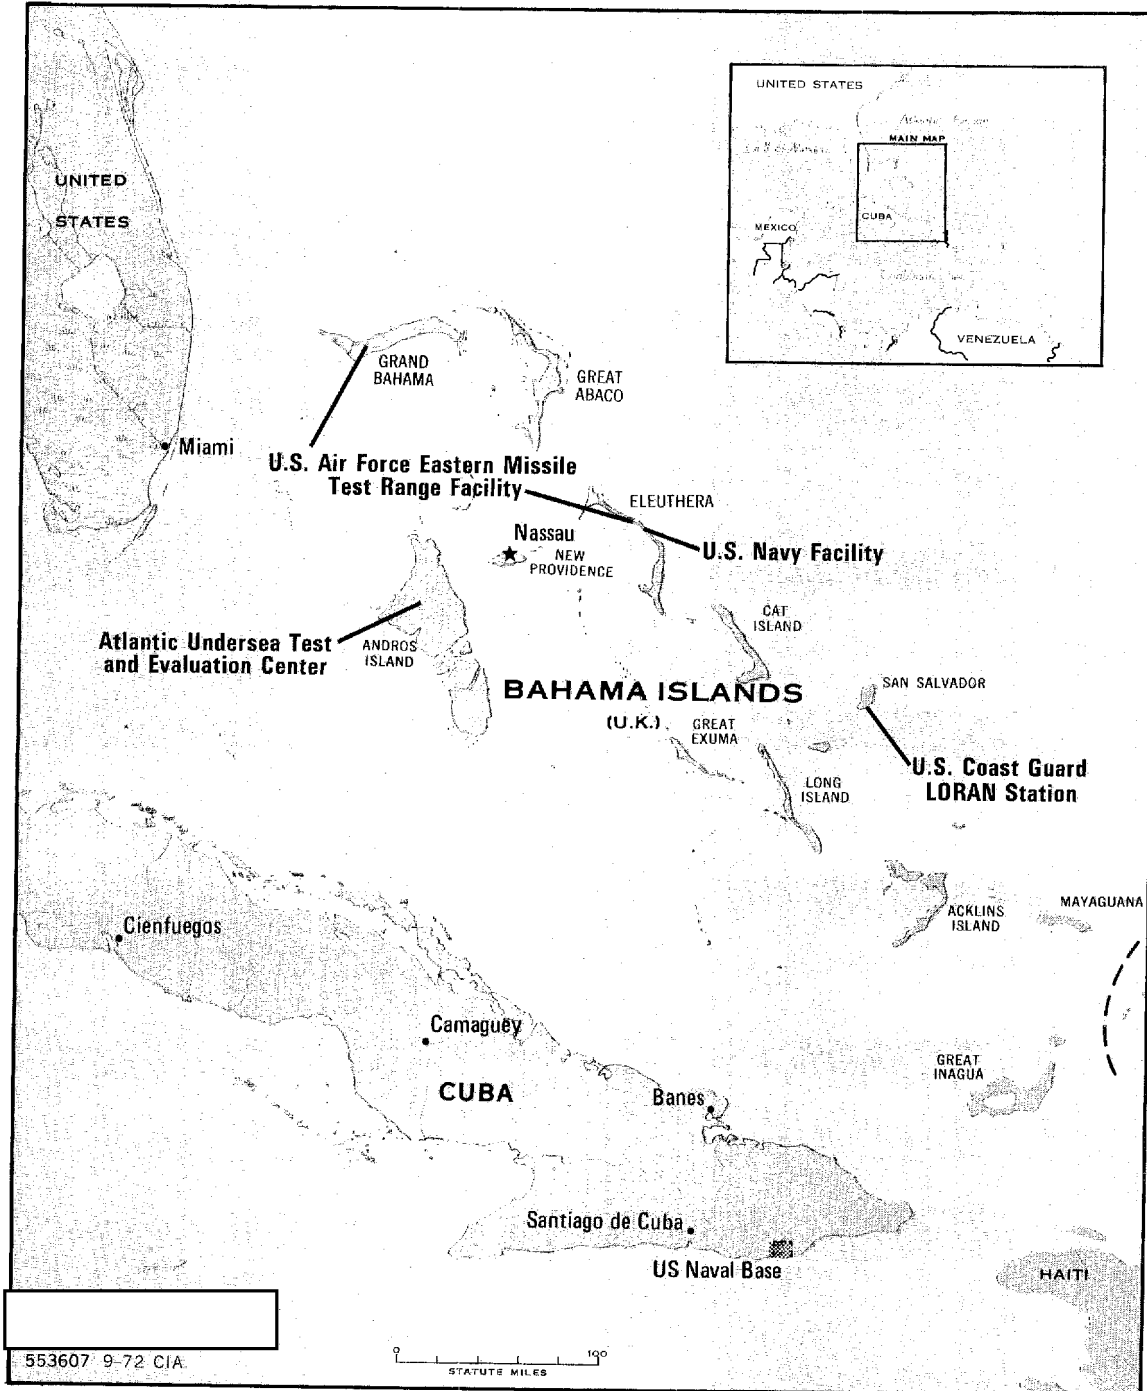 UNITED STATES
MAIN MAP
CUBA
MEXICO
VENEZUELA
UNITED
STATES
GRAND
BAHAMA
GREAT
ABACO
Miami
U.S. Air Force Eastern Missile
Test Range Facility
ELEUTHERA
Nassau
NEW
PROVIDENCE
U.S. Navy Facility
CAT
ISLAND
Atlantic Undersea Test
and Evaluation Center
ANDROS
ISLAND
BAHAMA ISLANDS
(U.K.)
SAN SALVADOR
GREAT
EXUMA
U.S. Coast Guard
LORAN Station
LONG
ISLAND
ACKLINS
ISLAND
MAYAGUANA
Cienfuegos
Camaguey
CUBA
GREAT
INAGUA
Banes
Santiago de Cuba
US Naval Base
HAITI
553607 9-72 CIA
0 100
STATUTE MILES